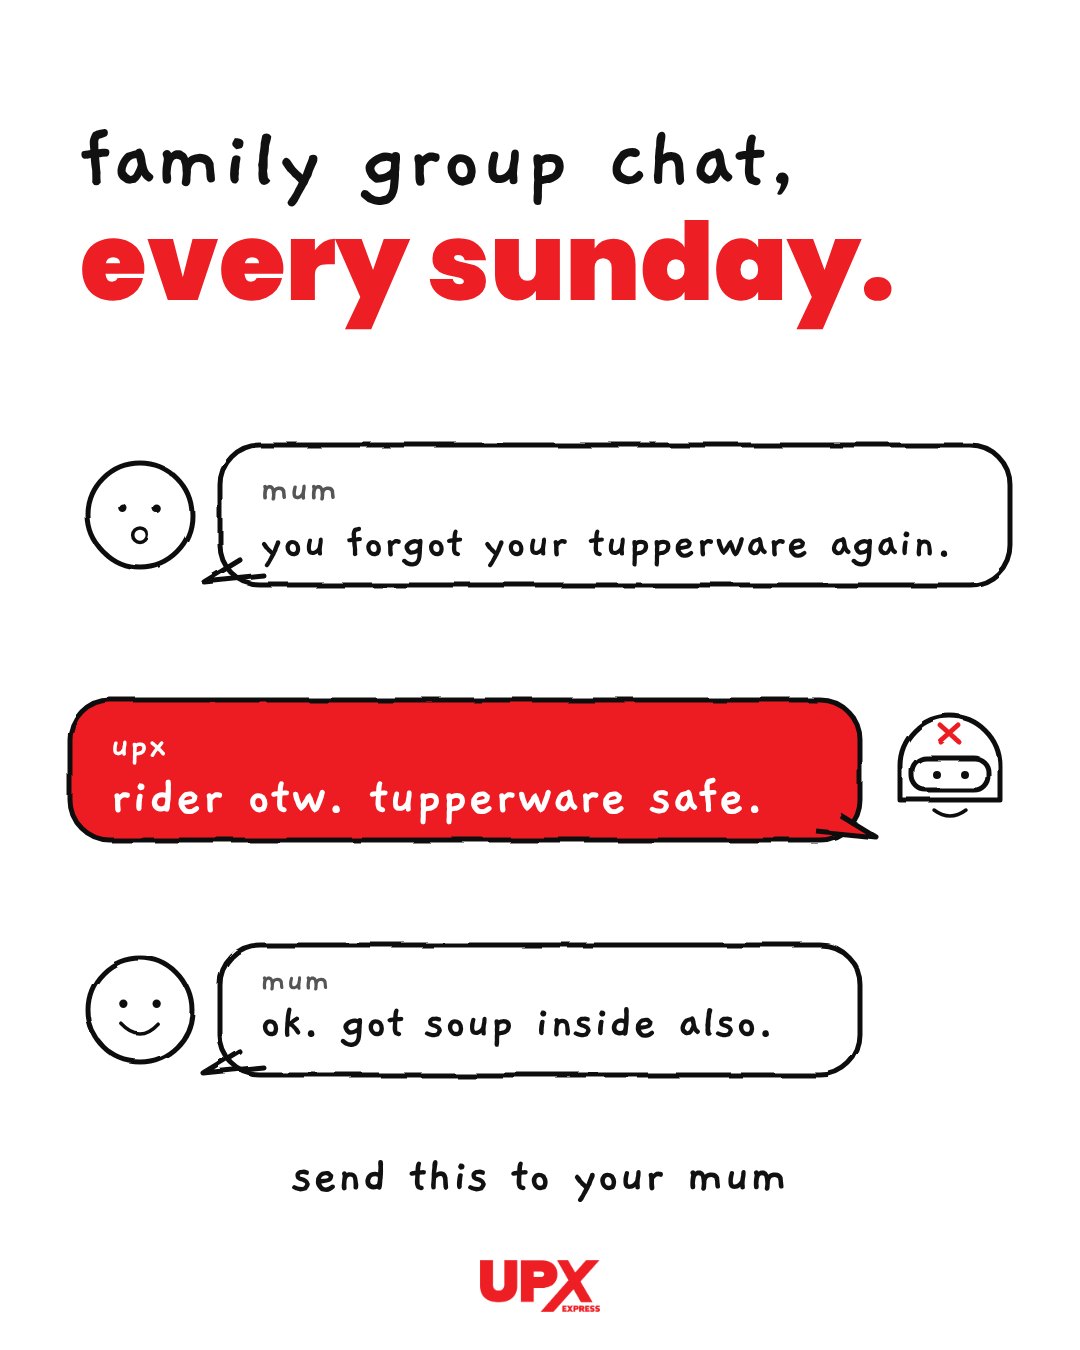 family group chat,
every sunday.
mum
you forgot your tupperware again.
upx
rider otw. tupperware safe.
mum
ok. got soup inside also.
send this to your mum
UPX
EXPRESS